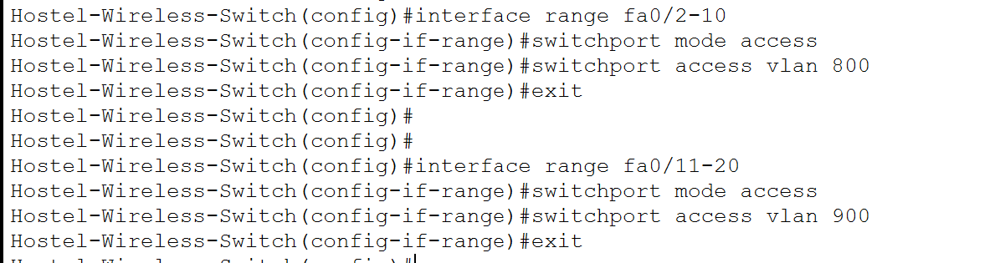 Hostel-Wireless-Switch(config)#interface range fa0/2-10
Hostel-Wireless-Switch(config-if-range)#switchport mode access
Hostel-Wireless-Switch(config-if-range)#switchport access vlan 800
Hostel-Wireless-Switch(config-if-range)#exit
Hostel-Wireless-Switch(config)#
Hostel-Wireless-Switch(config)#
Hostel-Wireless-Switch(config)#interface range fa0/11-20
Hostel-Wireless-Switch(config-if-range)#switchport mode access
Hostel-Wireless-Switch(config-if-range)#switchport access vlan 900
Hostel-Wireless-Switch(config-if-range)#exit